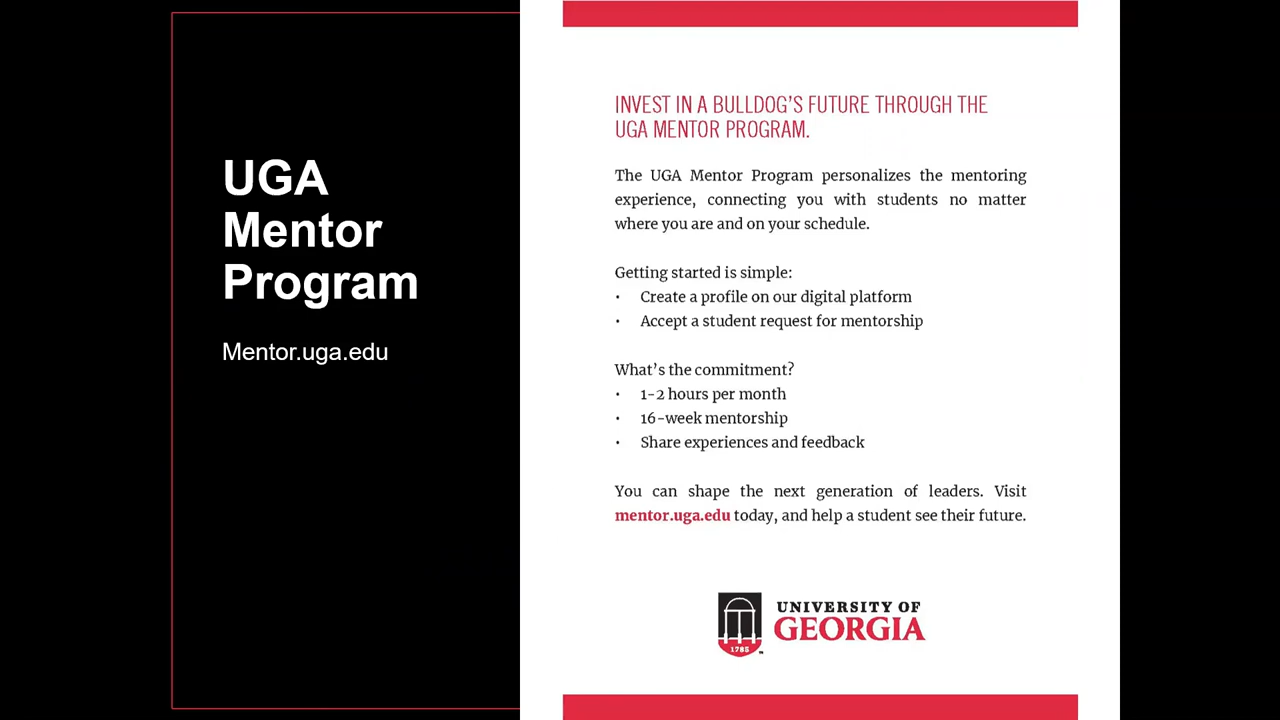 UGA
Mentor
Program
Mentor.uga.edu
INVEST IN A BULLDOG'S FUTURE THROUGH THE
UGA MENTOR PROGRAM.
The UGA Mentor Program personalizes the mentoring
experience, connecting you with students no matter
where you are and on your schedule.
Getting started is simple:
• Create a profile on our digital platform
• Accept a student request for mentorship
What's the commitment?
• 1-2 hours per month
• 16-week mentorship
• Share experiences and feedback
You can shape the next generation of leaders. Visit
mentor.uga.edu today, and help a student see their future.
1785
UNIVERSITY OF
GEORGIA